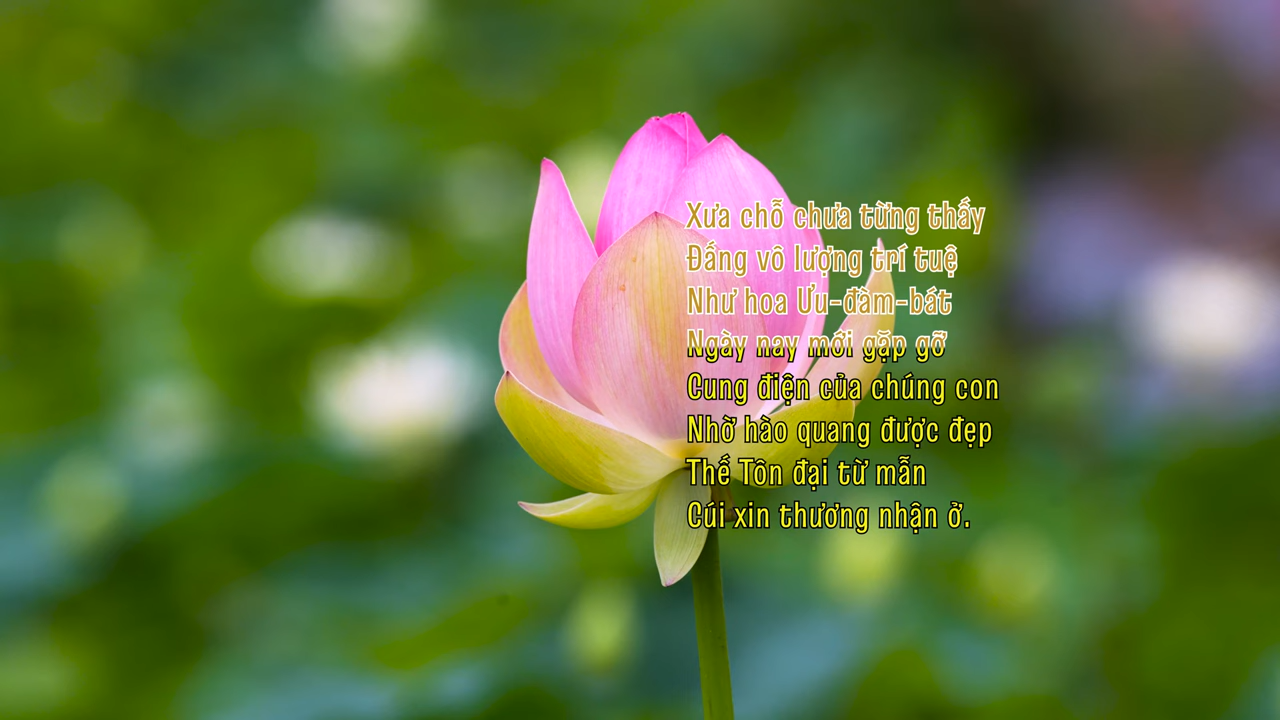 Xưa chỗ chưa từng thấy
Đấng vô lượng trí tuệ
Như hoa Ưu-đàm-bát
Ngày nay mới gặp gỡ
Cung điện của chúng con
Nhờ hào quang được đẹp
Thế Tôn đại từ mẫn
Cúi xin thương nhận ở.